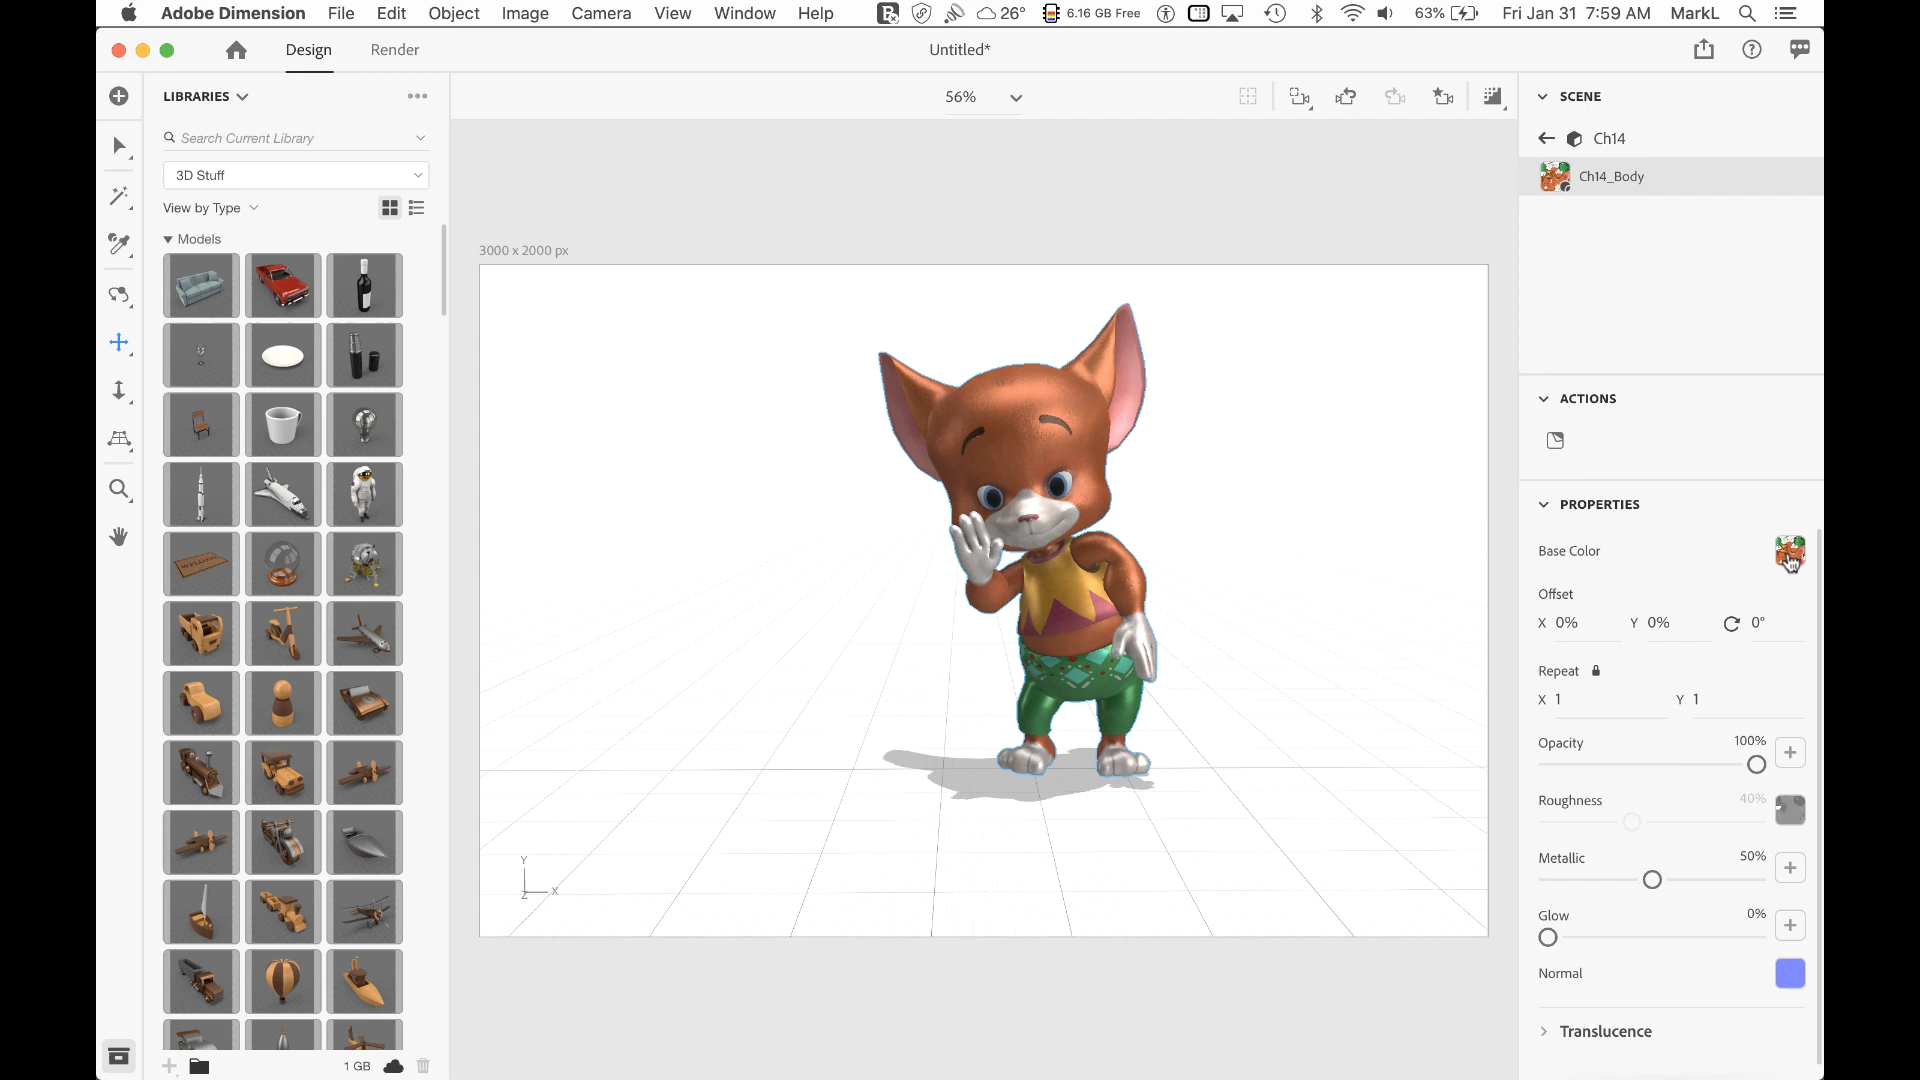 Adobe Dimension File Edit Object Image Camera View Window Help 26° 6.16 GB Free 63% Fri Jan 31 7:59 AM MarkL
Design Render Untitled*
LIBRARIES
Search Current Library
3D Stuff
View by Type
Models
1 GB
56%
3000 x 2000 px
Y
X
Z
SCENE
Ch14
Ch14_Body
ACTIONS
PROPERTIES
Base Color
Offset
X 0% Y 0% 0°
Repeat
X 1 Y 1
Opacity 100%
Roughness 40%
Metallic 50%
Glow 0%
Normal
Translucence